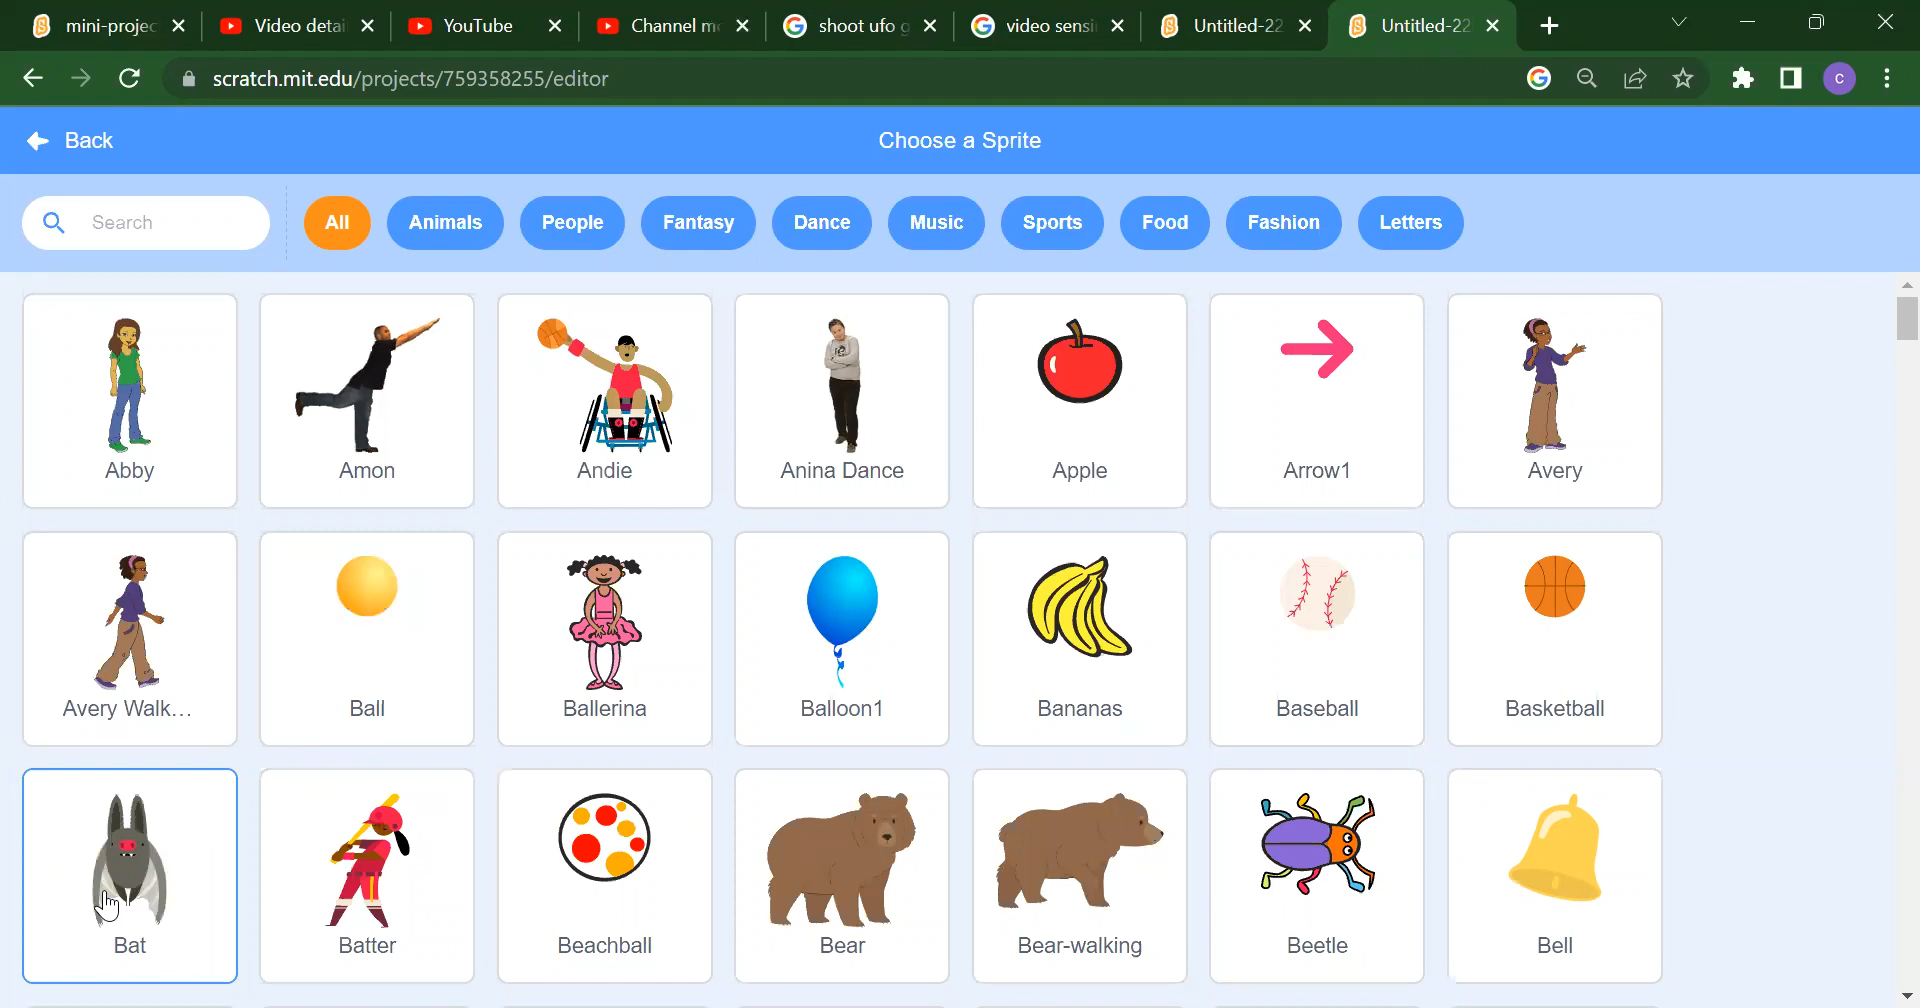 mini-projec
Video detai
YouTube
Channel m
shoot ufo g
video sensi
Untitled-22
Untitled-22
scratch.mit.edu/projects/759358255/editor
c
Back
Choose a Sprite
Search
All
Animals
People
Fantasy
Dance
Music
Sports
Food
Fashion
Letters
Abby
Amon
Andie
Anina Dance
Apple
Arrow1
Avery
Avery Walk...
Ball
Ballerina
Balloon1
Bananas
Baseball
Basketball
Bat
Batter
Beachball
Bear
Bear-walking
Beetle
Bell